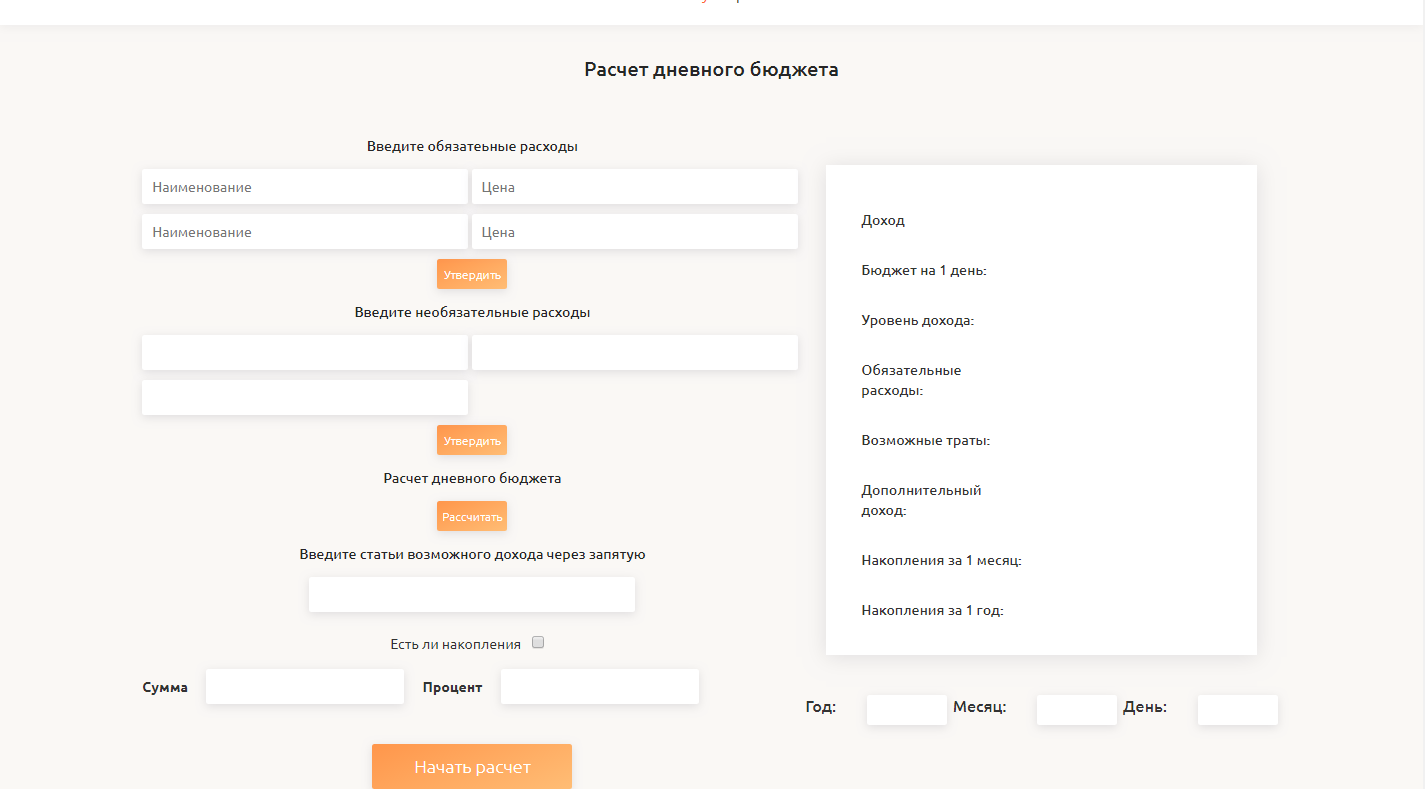 Расчет дневного бюджета
Введите обязатеьные расходы
Наименование Цена
Наименование Цена
Утвердить
Введите необязательные расходы
Утвердить
Расчет дневного бюджета
Рассчитать
Введите статьи возможного дохода через запятую
Есть ли накопления
Сумма Процент
Начать расчет
Доход
Бюджет на 1 день:
Уровень дохода:
Обязательные
расходы:
Возможные траты:
Дополнительный
доход:
Накопления за 1 месяц:
Накопления за 1 год:
Год: Месяц: День: